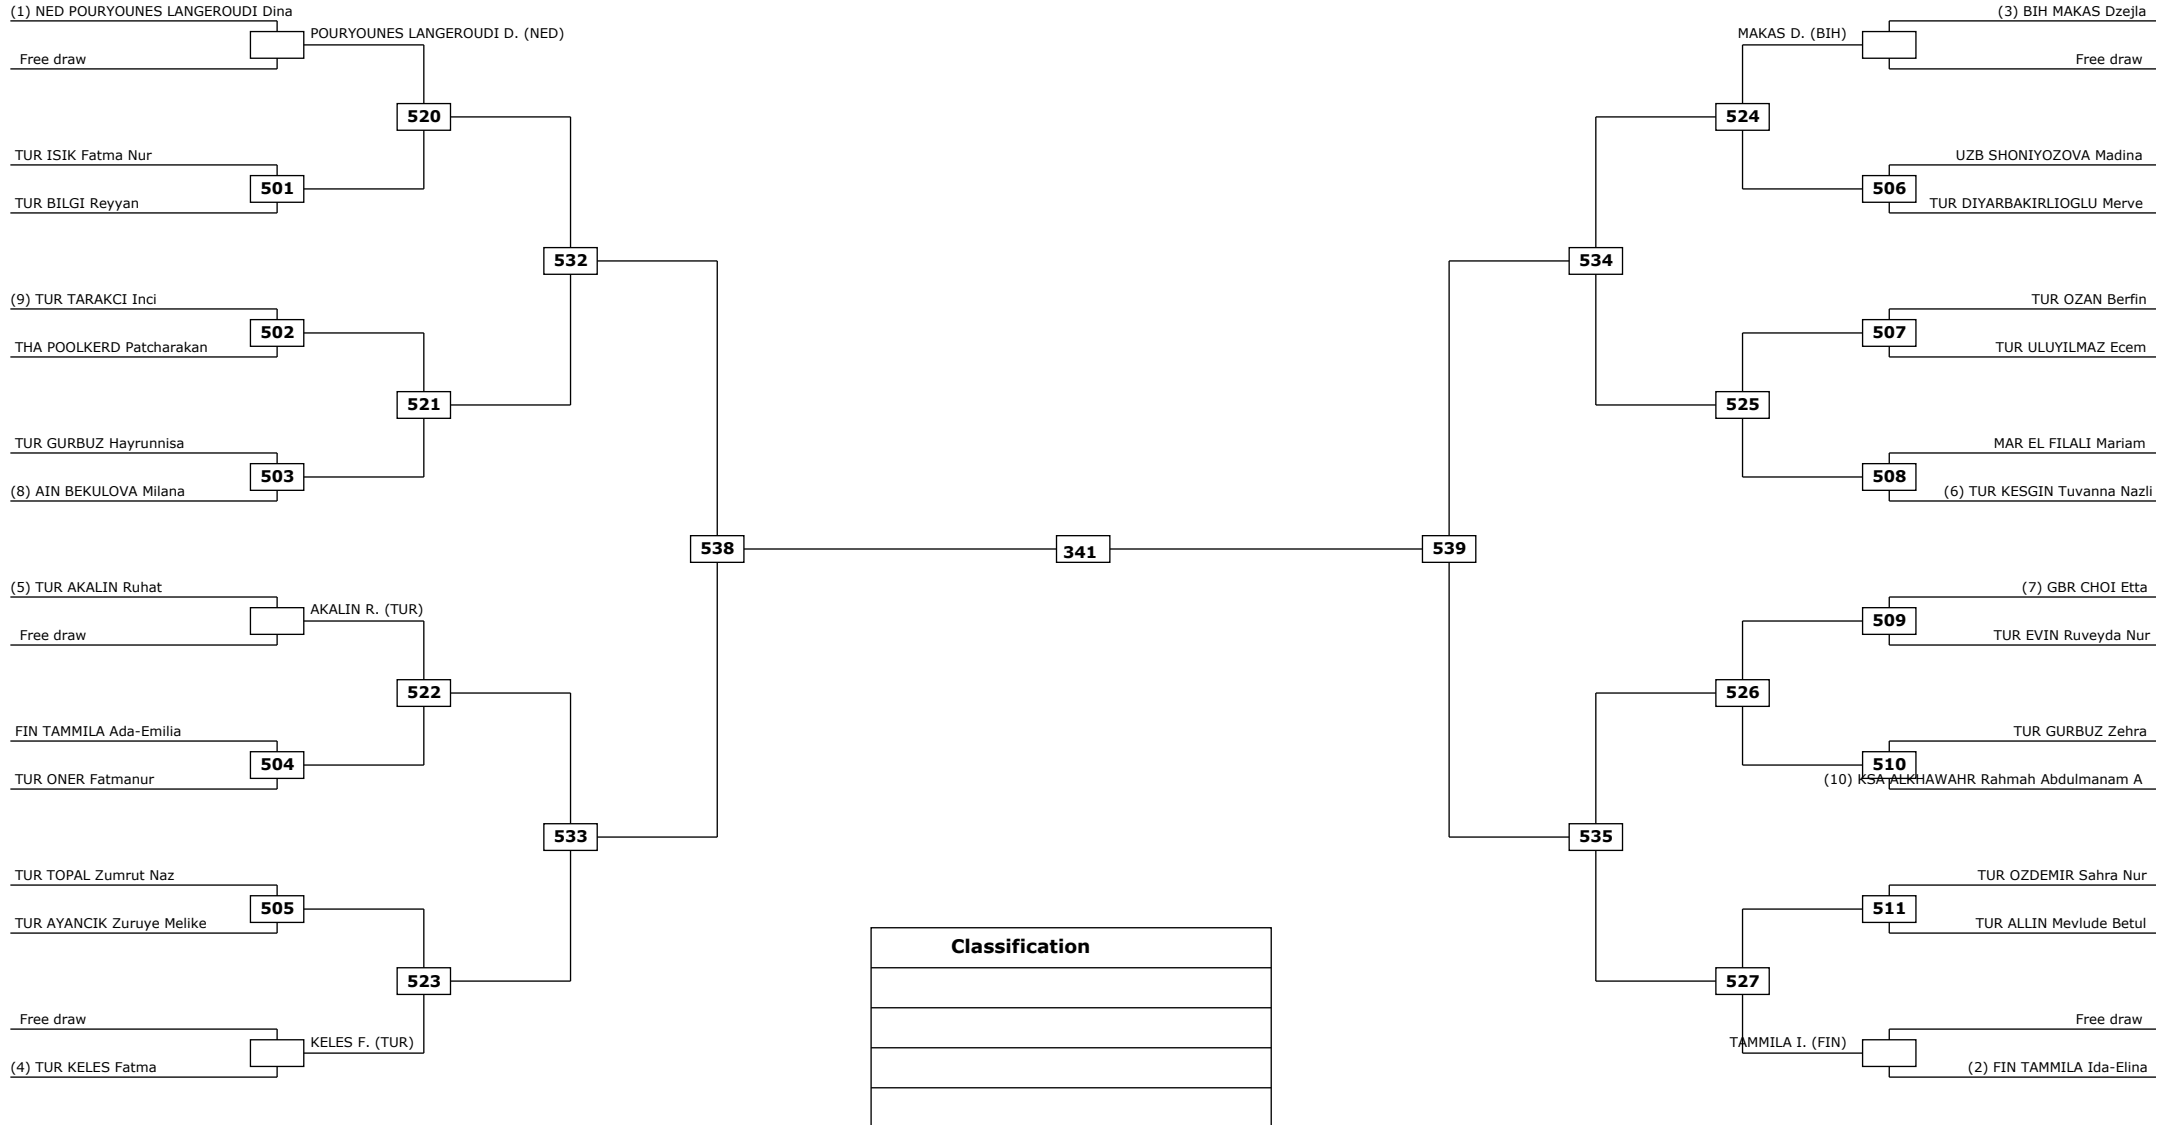 (1) NED POURYOUNES LANGEROUDI Dina
POURYOUNES LANGEROUDI D. (NED)
Free draw
520
TUR ISIK Fatma Nur
501
TUR BILGI Reyyan
532
(9) TUR TARAKCI Inci
502
THA POOLKERD Patcharakan
521
TUR GURBUZ Hayrunnisa
503
(8) AIN BEKULOVA Milana
538
(5) TUR AKALIN Ruhat
AKALIN R. (TUR)
Free draw
522
FIN TAMMILA Ada-Emilia
504
TUR ONER Fatmanur
533
TUR TOPAL Zumrut Naz
505
TUR AYANCIK Zuruye Melike
523
Free draw
KELES F. (TUR)
(4) TUR KELES Fatma
341
Classification
(3) BIH MAKAS Dzejla
MAKAS D. (BIH)
Free draw
524
UZB SHONIYOZOVA Madina
506
TUR DIYARBAKIRLIOGLU Merve
534
TUR OZAN Berfin
507
TUR ULUYILMAZ Ecem
525
MAR EL FILALI Mariam
508
(6) TUR KESGIN Tuvanna Nazli
539
(7) GBR CHOI Etta
509
TUR EVIN Ruveyda Nur
526
TUR GURBUZ Zehra
510
(10) KSA ALKHAWAHR Rahmah Abdulmanam A
535
TUR OZDEMIR Sahra Nur
511
TUR ALLIN Mevlude Betul
527
Free draw
TAMMILA I. (FIN)
(2) FIN TAMMILA Ida-Elina